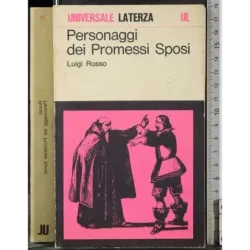 UNIVERSALE LATERZA UL
Personaggi
dei Promessi Sposi
Luigi Russo